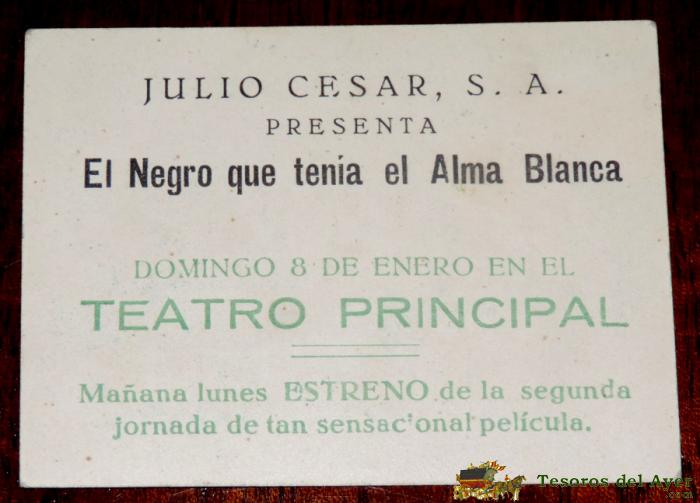 JULIO CESAR, S. A.
PRESENTA
El Negro que tenía el Alma Blanca
DOMINGO 8 DE ENERO EN EL
TEATRO PRINCIPAL
Mañana lunes ESTRENO de la segunda
jornada de tan sensacional película.
Tesoros del Ayer
.com